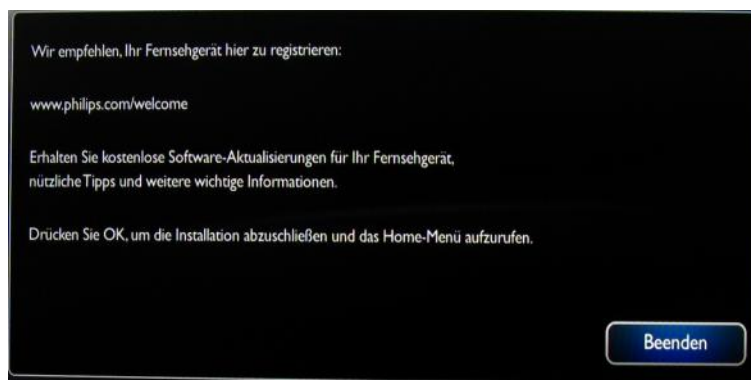 Wir empfehlen, Ihr Fernsehgerät hier zu registrieren:
www.philips.com/welcome
Erhalten Sie kostenlose Software-Aktualisierungen für Ihr Fernsehgerät,
nützliche Tipps und weitere wichtige Informationen.
Drücken Sie OK, um die Installation abzuschließen und das Home-Menü aufzurufen.
Beenden